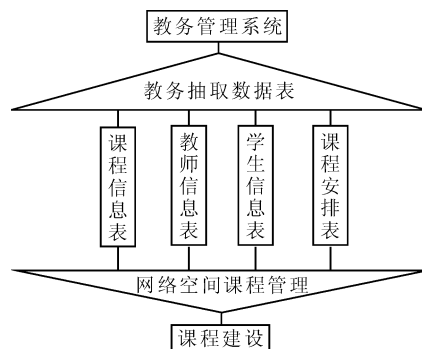 教务管理系统
教务抽取数据表
课程信息表
教师信息表
学生信息表
课程安排表
网络空间课程管理
课程建设